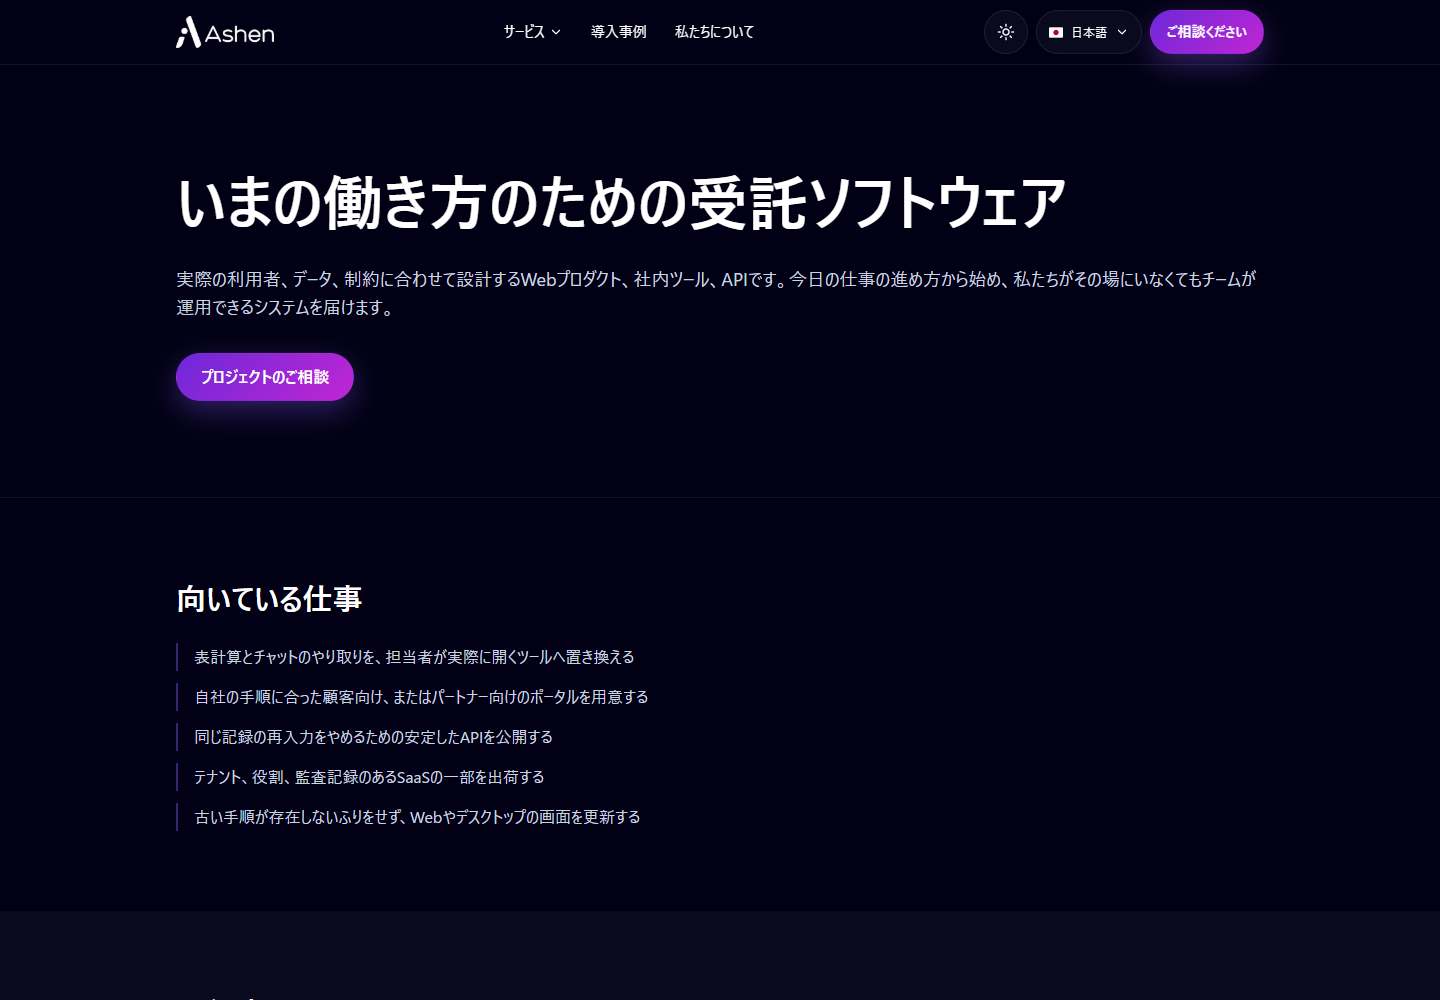 Ashen
サービス
導入事例
私たちについて
日本語
ご相談ください
いまの働き方のための受託ソフトウェア
実際の利用者、データ、制約に合わせて設計するWebプロダクト、社内ツール、APIです。今日の仕事の進め方から始め、私たちがその場にいなくてもチームが
運用できるシステムを届けます。
プロジェクトのご相談
向いている仕事
表計算とチャットのやり取りを、担当者が実際に開くツールへ置き換える
自社の手順に合った顧客向け、またはパートナー向けのポータルを用意する
同じ記録の再入力をやめるための安定したAPIを公開する
テナント、役割、監査記録のあるSaaSの一部を出荷する
古い手順が存在しないふりをせず、Webやデスクトップの画面を更新する